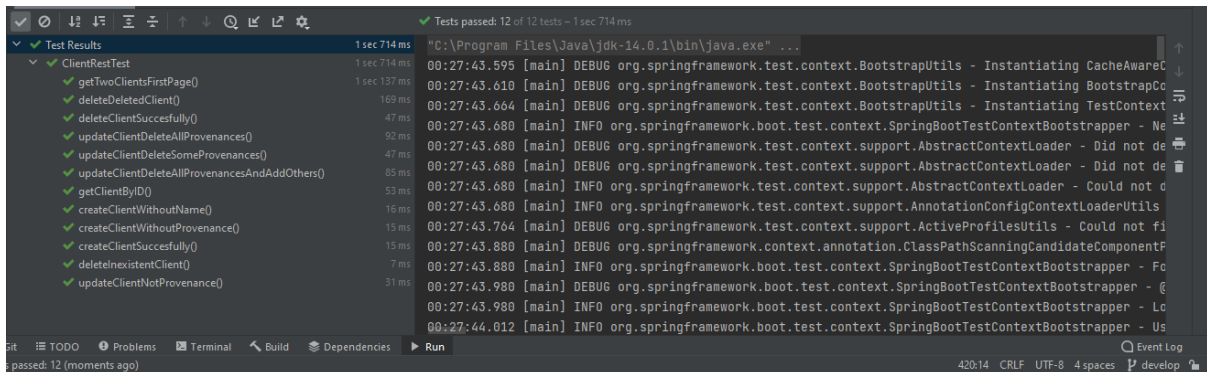 Tests passed: 12 of 12 tests – 1 sec 714 ms
Test Results 1 sec 714 ms
ClientRestTest 1 sec 714 ms
getTwoClientsFirstPage() 1 sec 137 ms
deleteDeletedClient() 169 ms
deleteClientSuccesfully() 47 ms
updateClientDeleteAllProvenances() 92 ms
updateClientDeleteSomeProvenances() 47 ms
updateClientDeleteAllProvenancesAndAddOthers() 85 ms
getClientByID() 53 ms
createClientWithoutName() 16 ms
createClientWithoutProvenance() 15 ms
createClientSuccesfully() 15 ms
deleteInexistentClient() 7 ms
updateClientNotProvenance() 31 ms
"C:\Program Files\Java\jdk-14.0.1\bin\java.exe" ...
00:27:43.595 [main] DEBUG org.springframework.test.context.BootstrapUtils - Instantiating CacheAwareC
00:27:43.610 [main] DEBUG org.springframework.test.context.BootstrapUtils - Instantiating BootstrapCo
00:27:43.664 [main] DEBUG org.springframework.test.context.BootstrapUtils - Instantiating TestContext
00:27:43.680 [main] INFO org.springframework.boot.test.context.SpringBootTestContextBootstrapper - Ne
00:27:43.680 [main] DEBUG org.springframework.test.context.support.AbstractContextLoader - Did not de
00:27:43.680 [main] DEBUG org.springframework.test.context.support.AbstractContextLoader - Did not de
00:27:43.680 [main] INFO org.springframework.test.context.support.AbstractContextLoader - Could not d
00:27:43.680 [main] INFO org.springframework.test.context.support.AnnotationConfigContextLoaderUtils
00:27:43.764 [main] DEBUG org.springframework.test.context.support.ActiveProfilesUtils - Could not fi
00:27:43.880 [main] DEBUG org.springframework.context.annotation.ClassPathScanningCandidateComponentP
00:27:43.880 [main] INFO org.springframework.boot.test.context.SpringBootTestContextBootstrapper - Fo
00:27:43.980 [main] DEBUG org.springframework.boot.test.context.SpringBootTestContextBootstrapper - @
00:27:43.980 [main] INFO org.springframework.boot.test.context.SpringBootTestContextBootstrapper - Lo
00:27:44.012 [main] INFO org.springframework.boot.test.context.SpringBootTestContextBootstrapper - Us
Git TODO Problems Terminal Build Dependencies Run Event Log
s passed: 12 (moments ago) 420:14 CRLF UTF-8 4 spaces develop